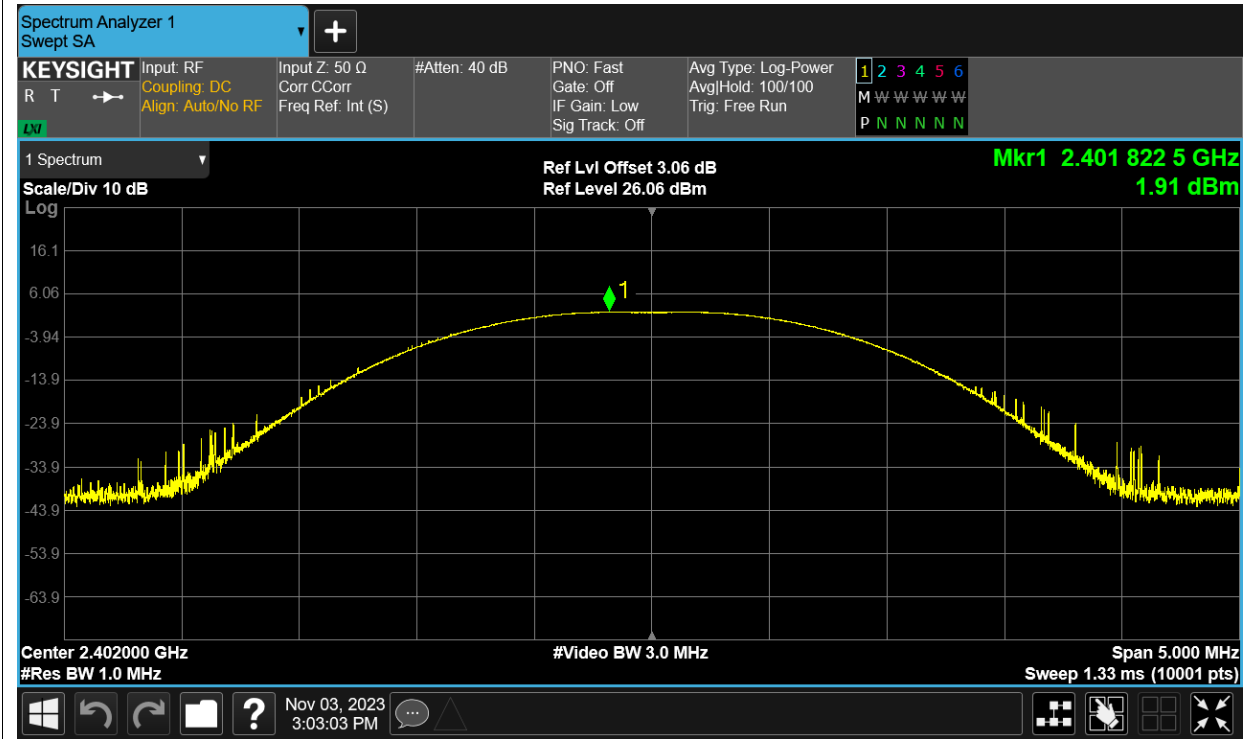 Spectrum Analyzer 1
Swept SA
KEYSIGHT
R T
LXI
Input: RF
Coupling: DC
Align: Auto/No RF
Input Z: 50 Ω
Corr CCorr
Freq Ref: Int (S)
#Atten: 40 dB
PNO: Fast
Gate: Off
IF Gain: Low
Sig Track: Off
Avg Type: Log-Power
Avg|Hold: 100/100
Trig: Free Run
1 2 3 4 5 6
M W W W W W
P N N N N N
1 Spectrum
Scale/Div 10 dB
Log
Ref Lvl Offset 3.06 dB
Ref Level 26.06 dBm
Mkr1 2.401 822 5 GHz
1.91 dBm
16.1
6.06
-3.94
-13.9
-23.9
-33.9
-43.9
-53.9
-63.9
1
Center 2.402000 GHz
#Res BW 1.0 MHz
#Video BW 3.0 MHz
Span 5.000 MHz
Sweep 1.33 ms (10001 pts)
?
Nov 03, 2023
3:03:03 PM